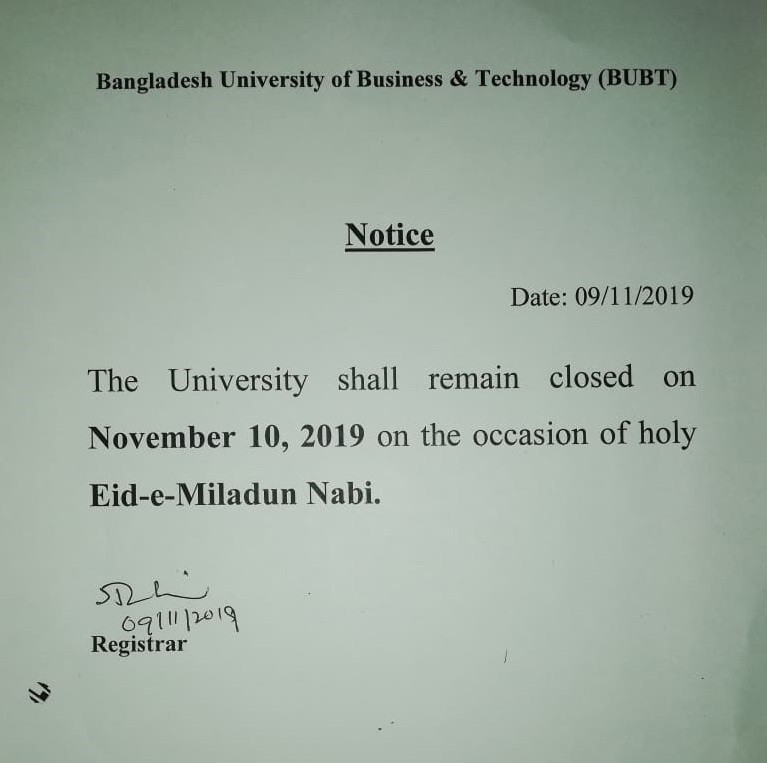 Bangladesh University of Business & Technology (BUBT)
Notice
Date: 09/11/2019
The University shall remain closed on
November 10, 2019 on the occasion of holy
Eid-e-Miladun Nabi.
09/11/2019
Registrar